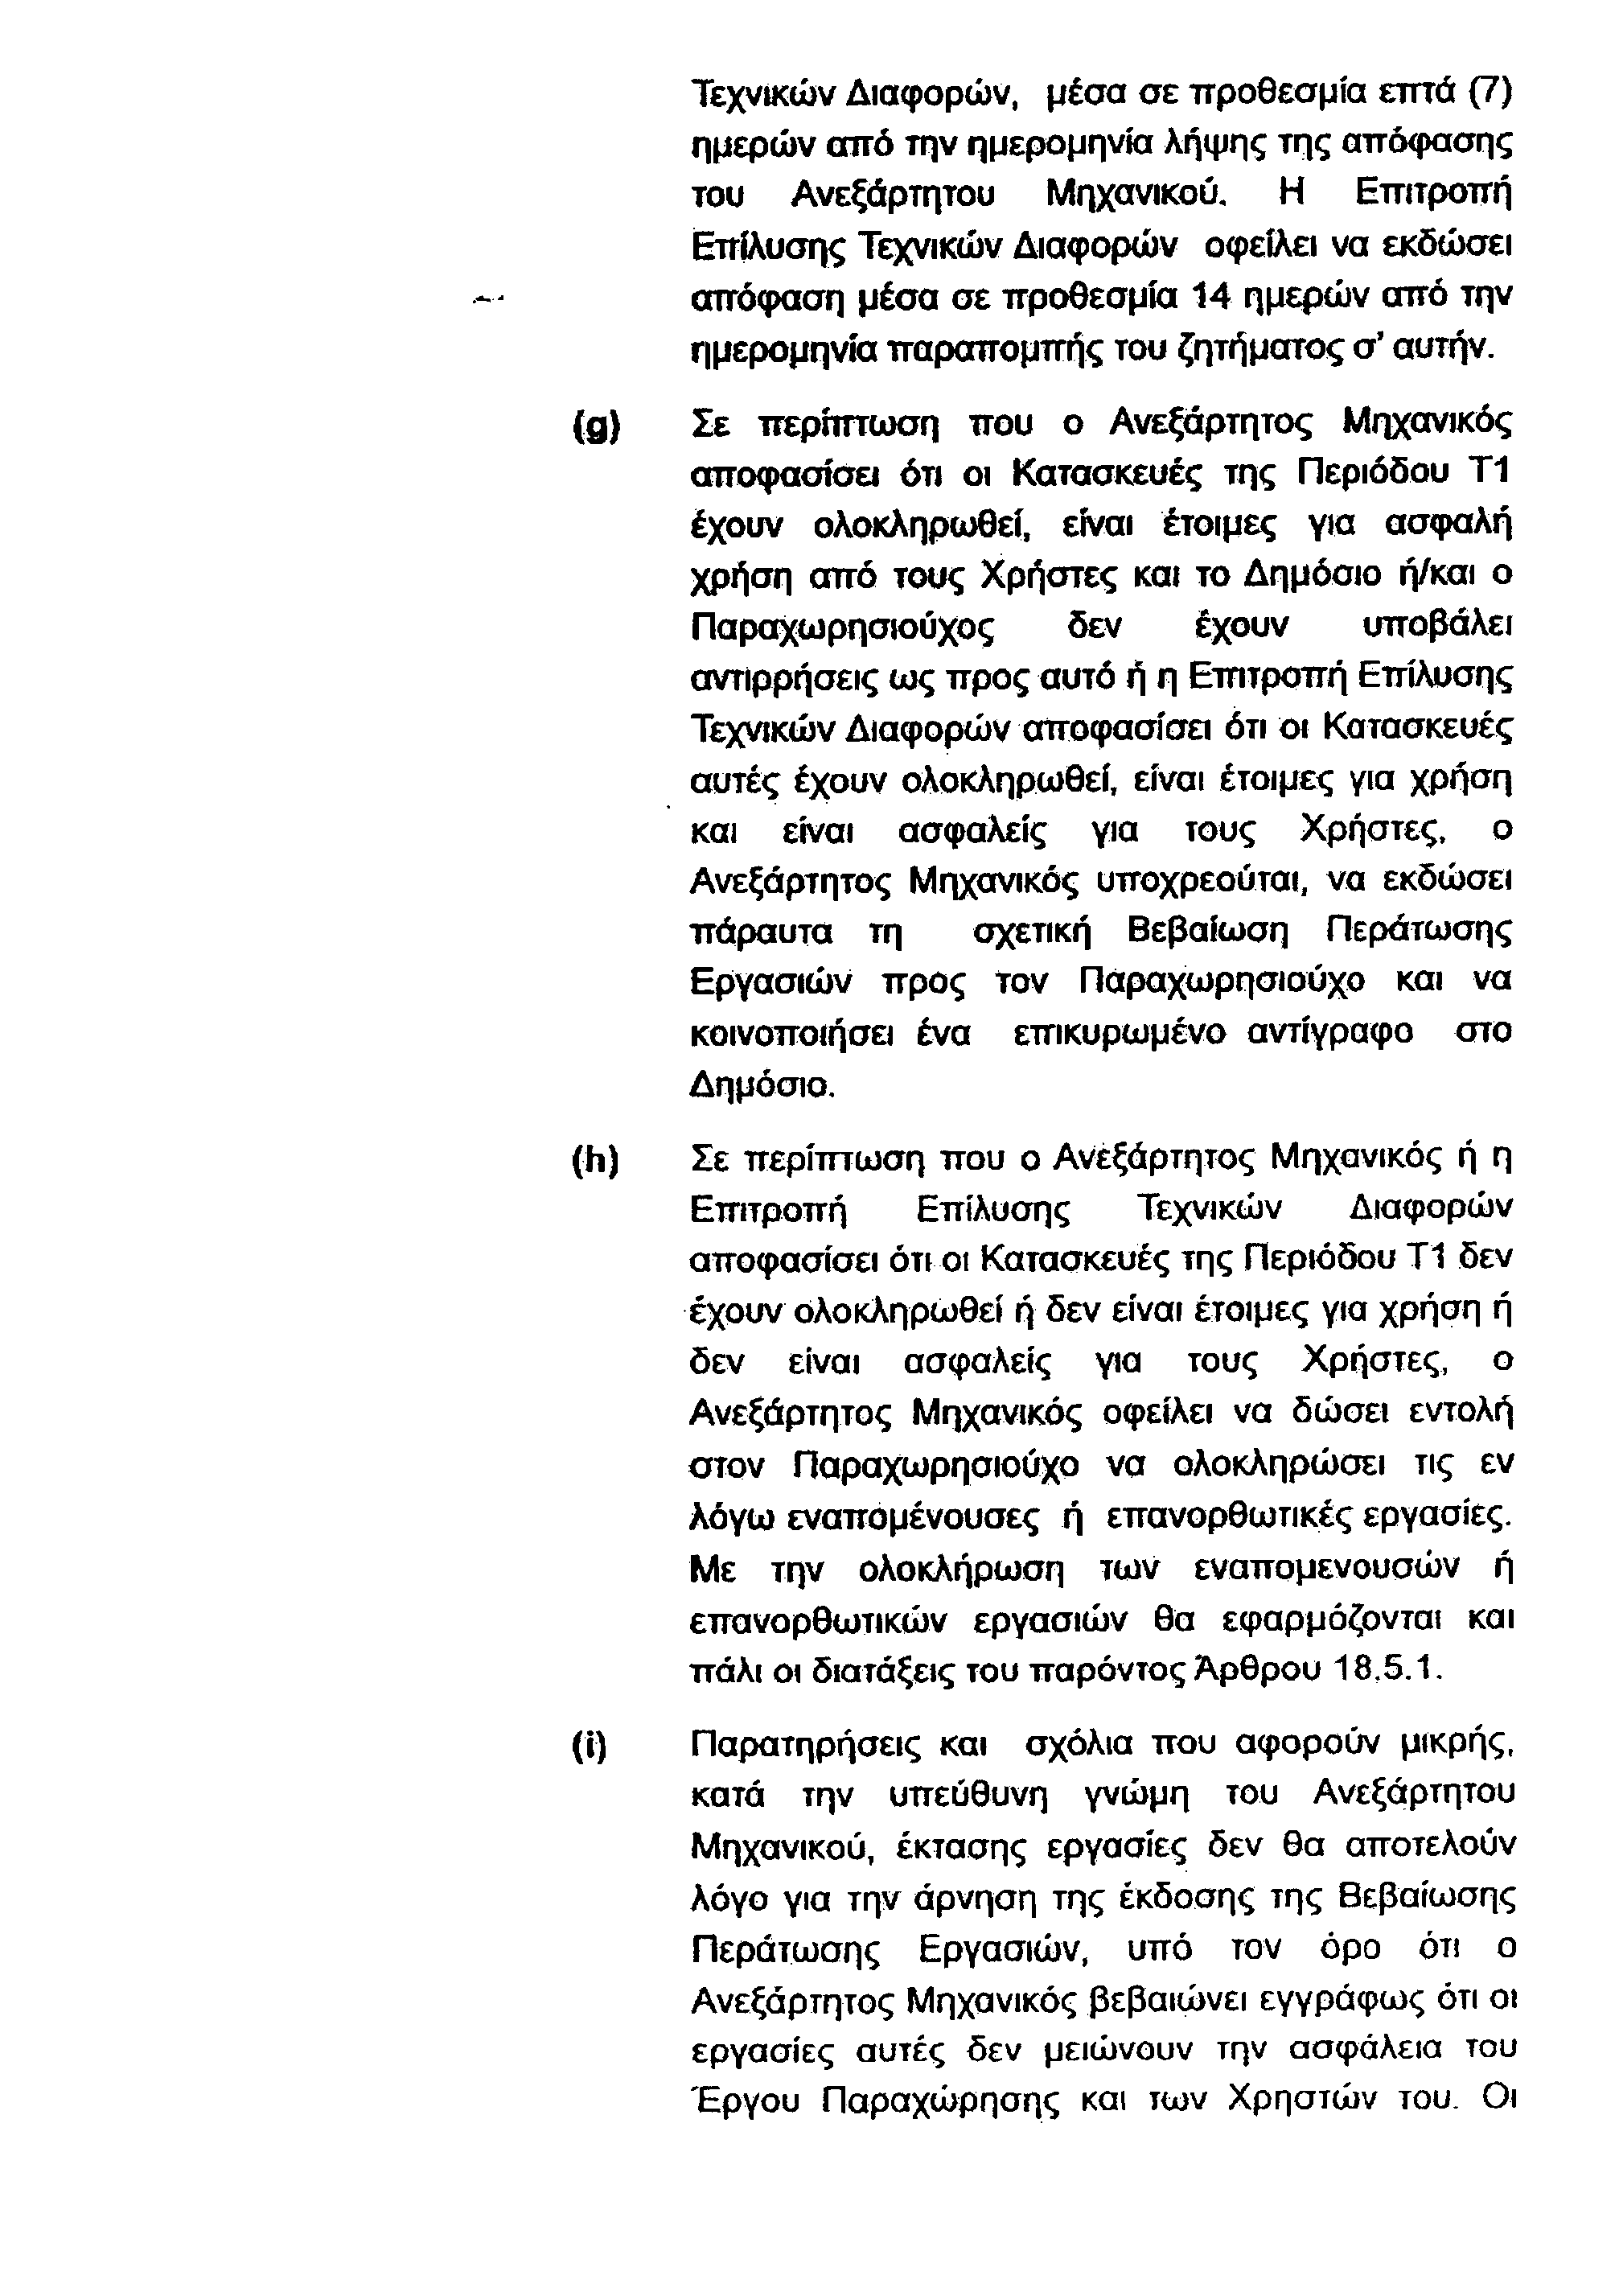 Τεχνικών Διαφορών, μέσα σε προθεσμία επτά (7)
ημερών από την ημερομηνία λήψης της απόφασης
του Ανεξάρτητου Μηχανικού. Η Επιτροπή
Επίλυσης Τεχνικών Διαφορών οφείλει να εκδώσει
απόφαση μέσα σε προθεσμία 14 ημερών από την
ημερομηνία παραπομπής του ζητήματος σ' αυτήν.
(g) Σε περίπτωση που ο Ανεξάρτητος Μηχανικός
αποφασίσει ότι οι Κατασκευές της Περιόδου Τ1
έχουν ολοκληρωθεί, είναι έτοιμες για ασφαλή
χρήση από τους Χρήστες και το Δημόσιο ή/και ο
Παραχωρησιούχος δεν έχουν υποβάλει
αντιρρήσεις ως προς αυτό ή η Επιτροπή Επίλυσης
Τεχνικών Διαφορών αποφασίσει ότι οι Κατασκευές
αυτές έχουν ολοκληρωθεί, είναι έτοιμες για χρήση
και είναι ασφαλείς για τους Χρήστες, ο
Ανεξάρτητος Μηχανικός υποχρεούται, να εκδώσει
πάραυτα τη σχετική Βεβαίωση Περάτωσης
Εργασιών προς τον Παραχωρησιούχο και να
κοινοποιήσει ένα επικυρωμένο αντίγραφο στο
Δημόσιο.
(h) Σε περίπτωση που ο Ανεξάρτητος Μηχανικός ή η
Επιτροπή Επίλυσης Τεχνικών Διαφορών
αποφασίσει ότι οι Κατασκευές της Περιόδου Τ1 δεν
έχουν ολοκληρωθεί ή δεν είναι έτοιμες για χρήση ή
δεν είναι ασφαλείς για τους Χρήστες, ο
Ανεξάρτητος Μηχανικός οφείλει να δώσει εντολή
στον Παραχωρησιούχο να ολοκληρώσει τις εν
λόγω εναπομένουσες ή επανορθωτικές εργασίες.
Με την ολοκλήρωση των εναπομενουσών ή
επανορθωτικών εργασιών θα εφαρμόζονται και
πάλι οι διατάξεις του παρόντος Άρθρου 18.5.1.
(i) Παρατηρήσεις και σχόλια που αφορούν μικρής,
κατά την υπεύθυνη γνώμη του Ανεξάρτητου
Μηχανικού, έκτασης εργασίες δεν θα αποτελούν
λόγο για την άρνηση της έκδοσης της Βεβαίωσης
Περάτωσης Εργασιών, υπό τον όρο ότι ο
Ανεξάρτητος Μηχανικός βεβαιώνει εγγράφως ότι οι
εργασίες αυτές δεν μειώνουν την ασφάλεια του
Έργου Παραχώρησης και των Χρηστών του. Οι